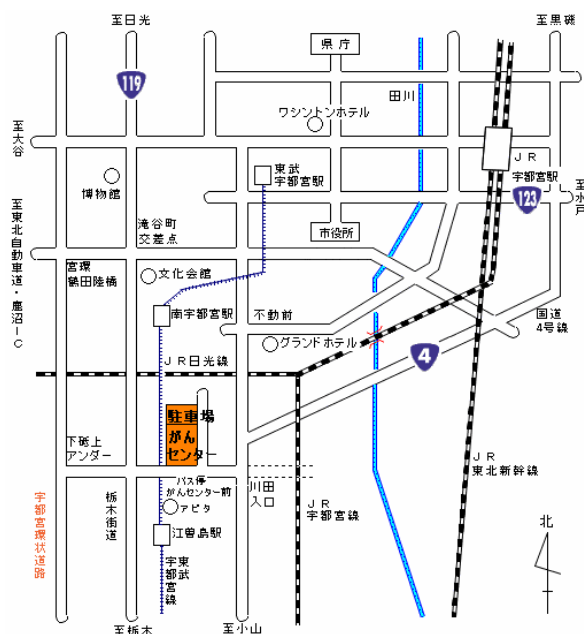 至日光
至黒磯
県庁
119
田川
ワシントンホテル
至大谷
東武
宇都宮駅
ＪＲ
宇都宮駅
博物館
123
至水戸
滝谷町
交差点
市役所
至東北自動車道・鹿沼ＩＣ
宮環
鶴田陸橋
文化会館
南宇都宮駅
不動前
国道
4号線
グランドホテル
ＪＲ日光線
4
駐車場
がん
センター
下砥上
アンダー
ＪＲ
東北新幹線
バス停
がんセンター前
川田
入口
アピタ
宇都宮環状道路
栃木街道
ＪＲ
宇都宮線
江曽島駅
北
東武
宇都宮線
至栃木
至小山